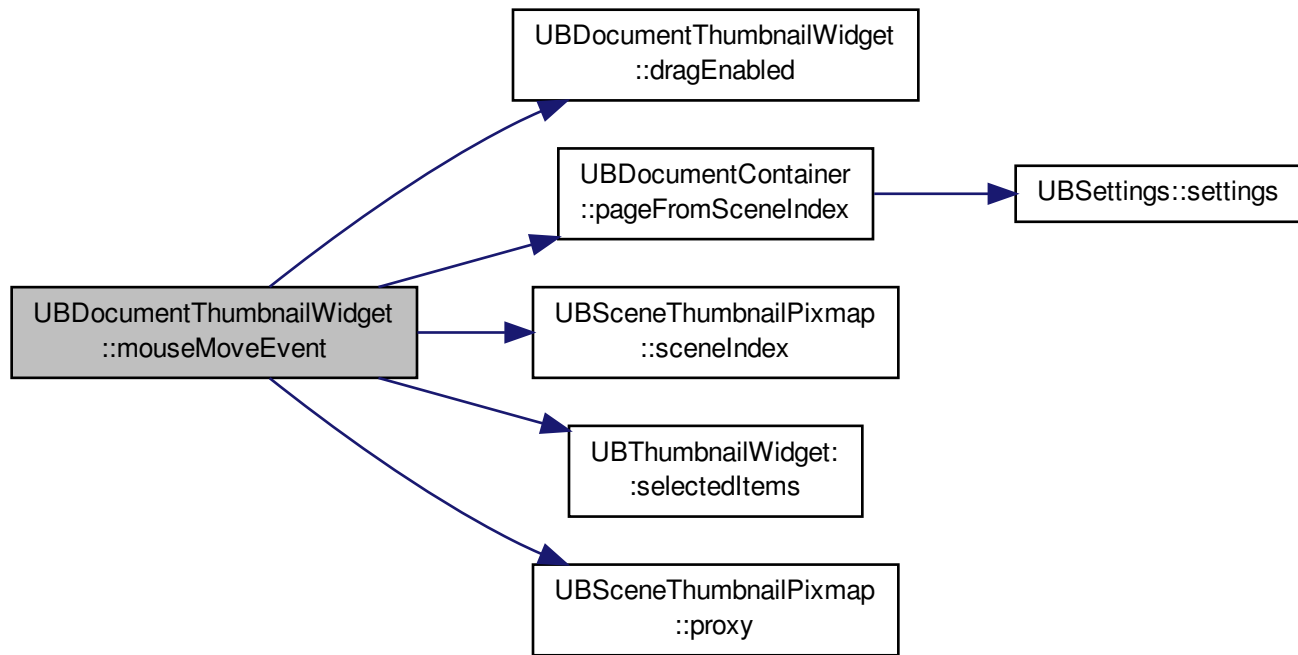 UBDocumentThumbnailWidget
::dragEnabled
UBDocumentContainer
::pageFromSceneIndex
UBSettings::settings
UBDocumentThumbnailWidget
::mouseMoveEvent
UBSceneThumbnailPixmap
::sceneIndex
UBThumbnailWidget:
:selectedItems
UBSceneThumbnailPixmap
::proxy